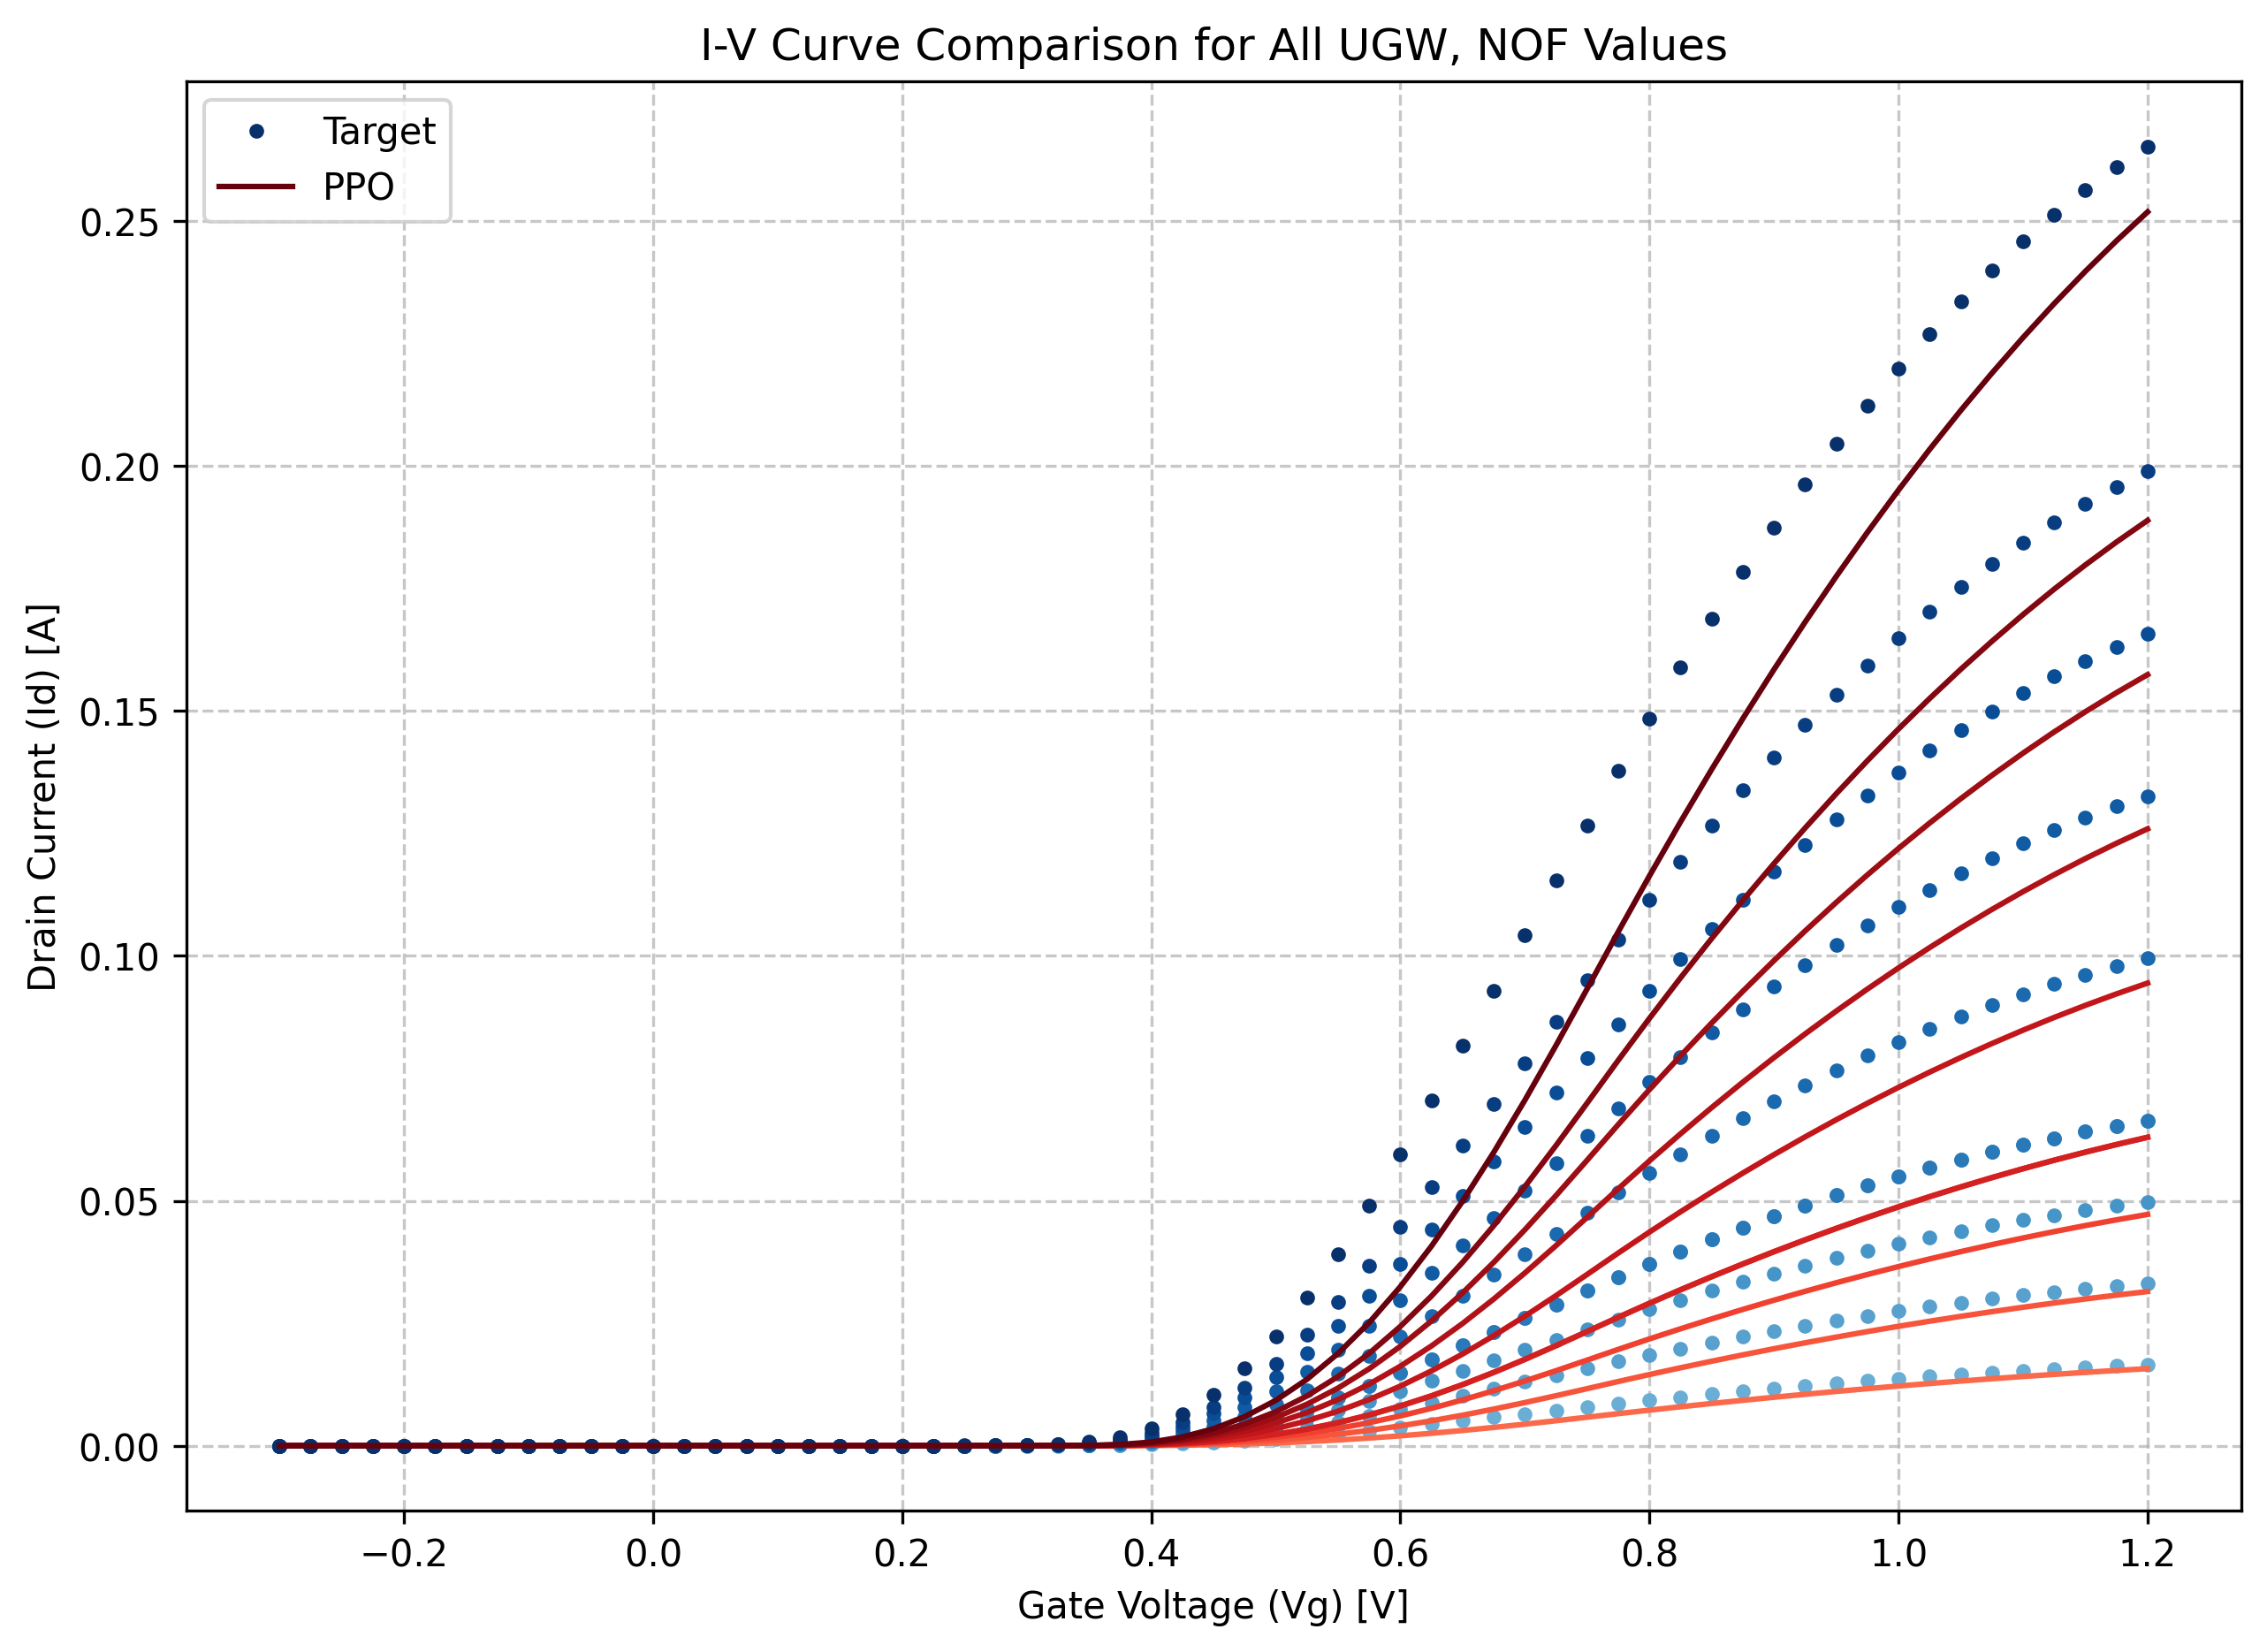 I-V Curve Comparison for All UGW, NOF Values
Target
PPO
Drain Current (Id) [A]
0.25
0.20
0.15
0.10
0.05
0.00
−0.2
0.0
0.2
0.4
0.6
0.8
1.0
1.2
Gate Voltage (Vg) [V]